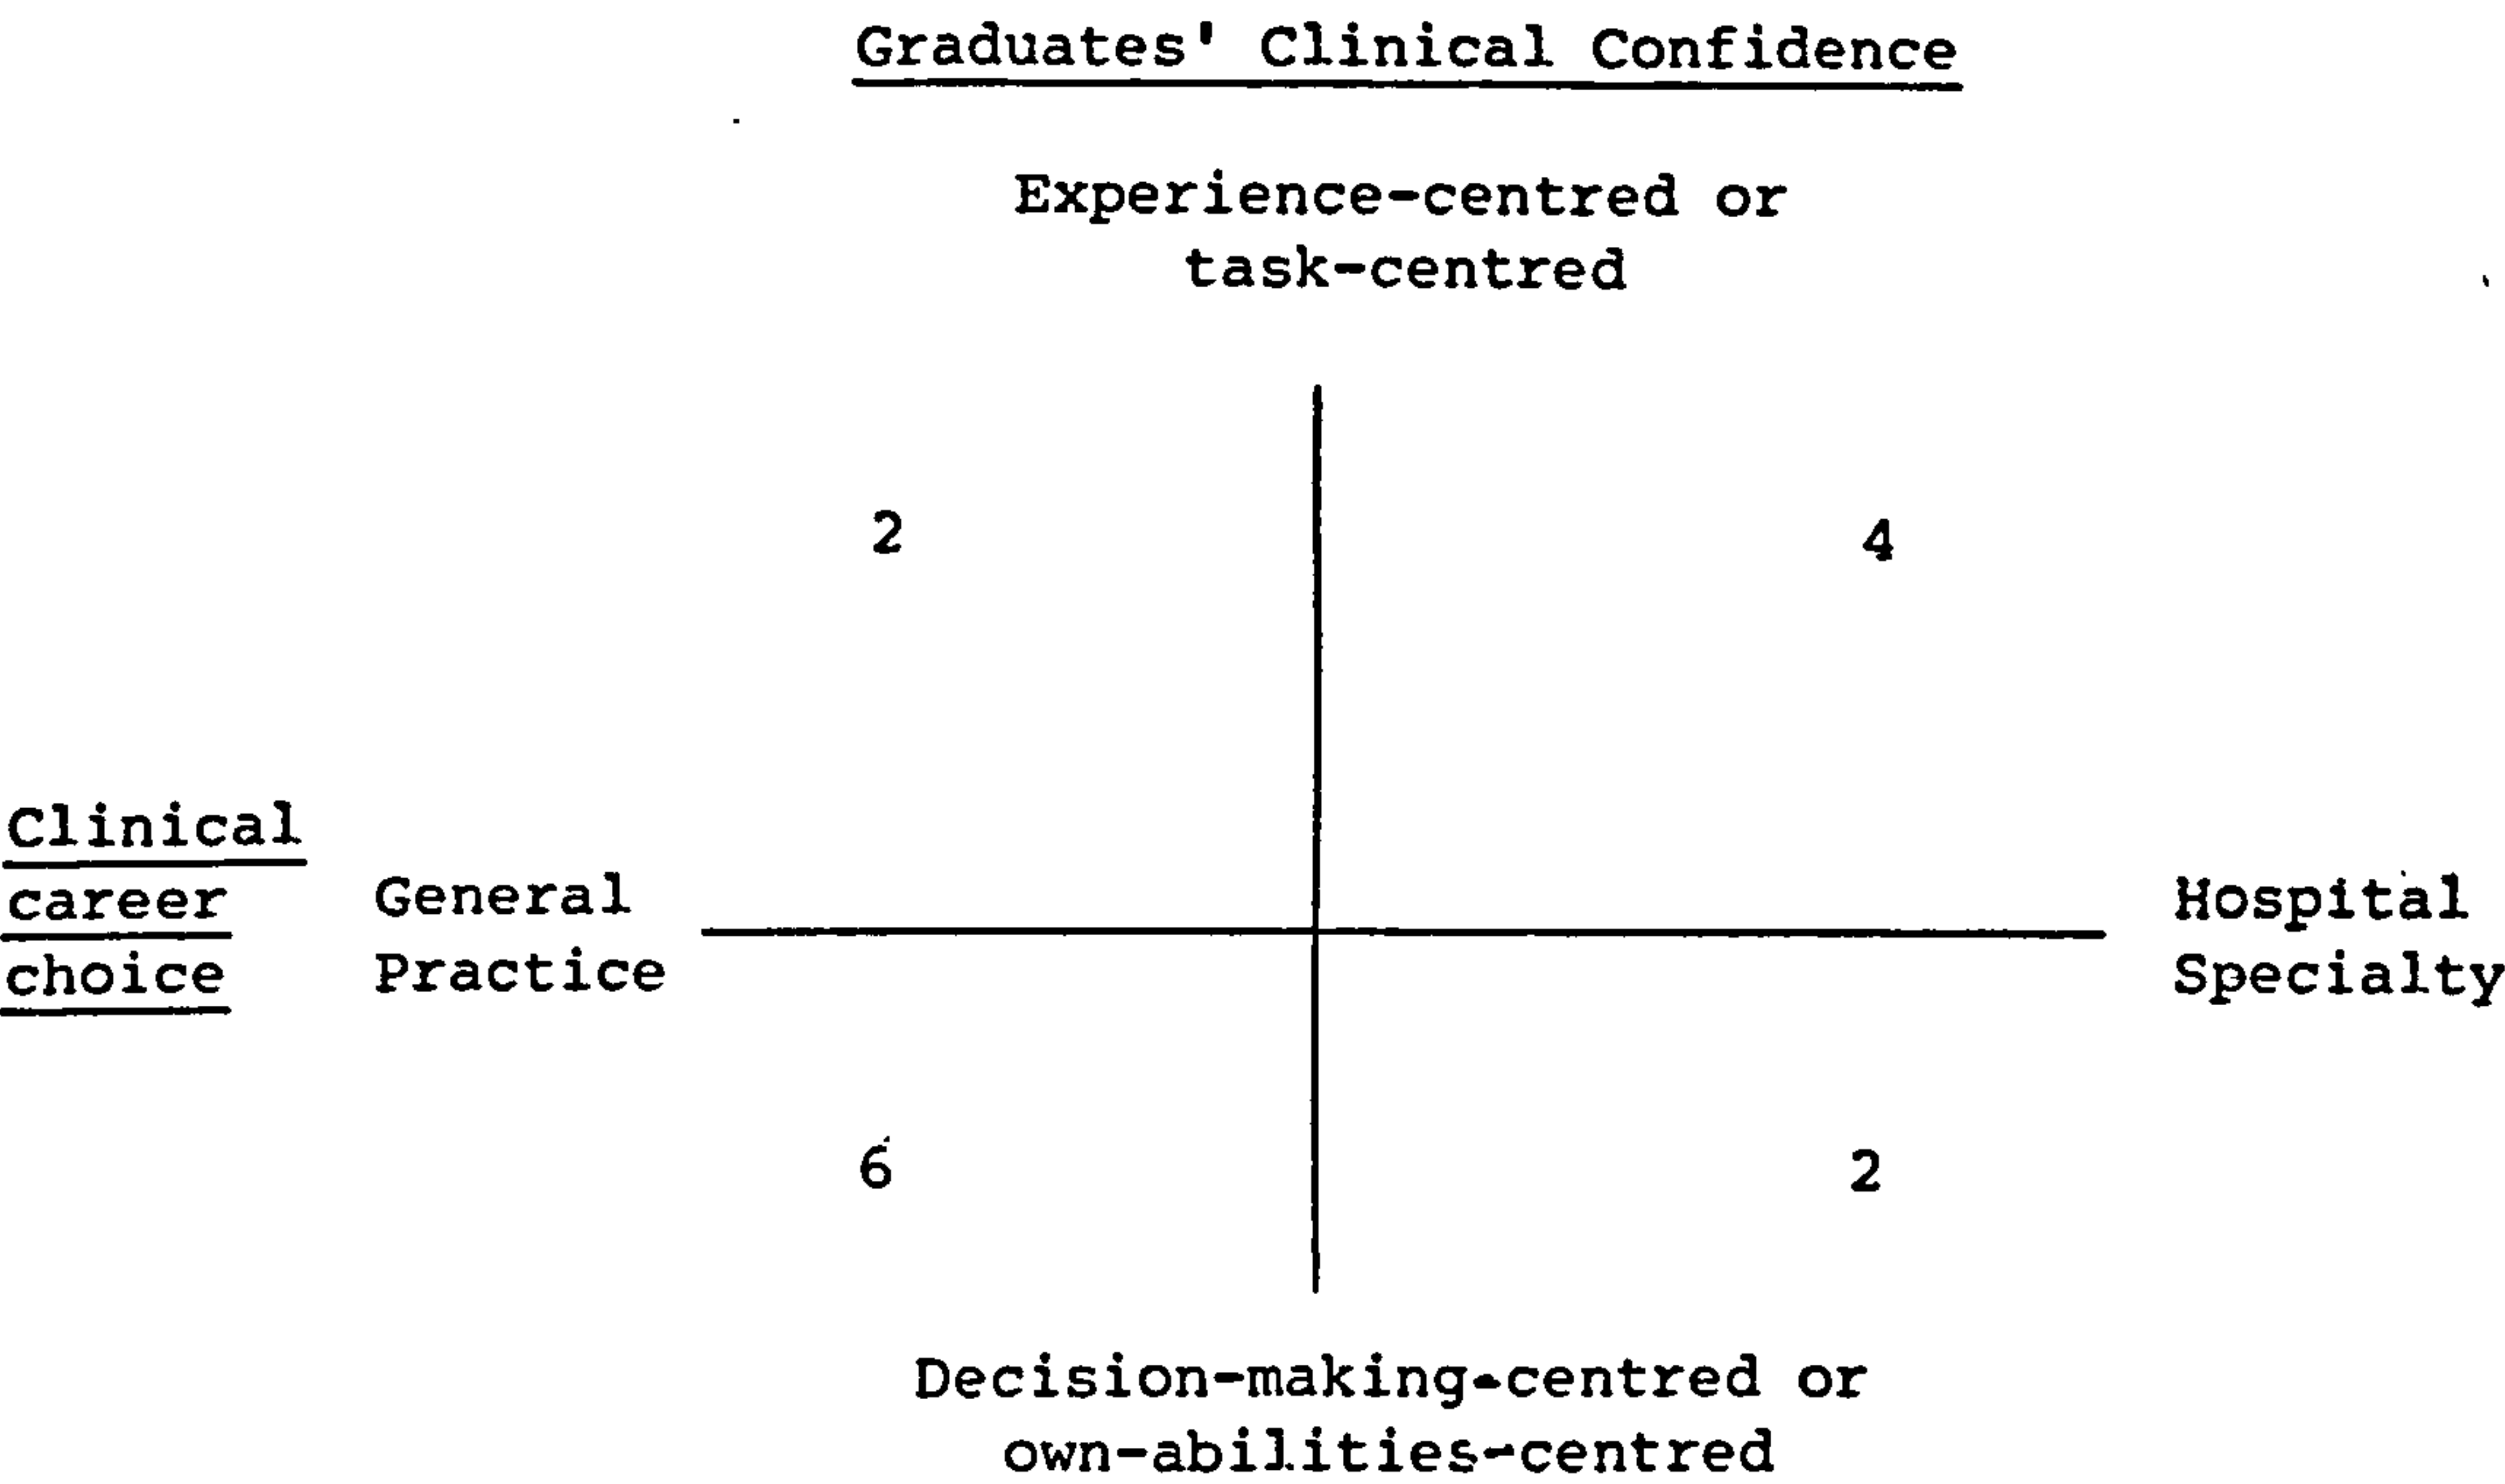 Graduates' Clinical Confidence
Experience-centred or
task-centred
2 4
Clinical
career
choice
General
Practice
Hospital
Specialty
6 2
Decision-making-centred or
own-abilities-centred